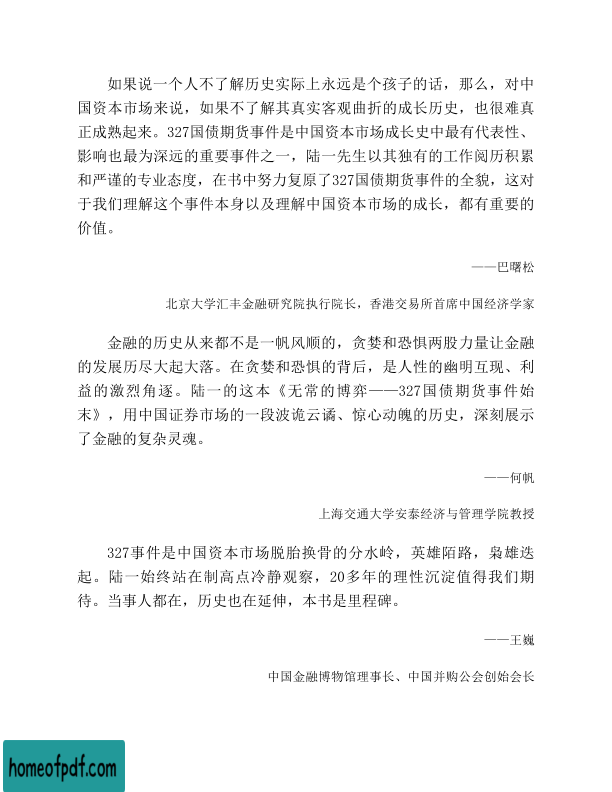 如果说一个人不了解历史实际上永远是个孩子的话，那么，对中
国资本市场来说，如果不了解其真实客观曲折的成长历史，也很难真
正成熟起来。327国债期货事件是中国资本市场成长史中最有代表性、
影响也最为深远的重要事件之一，陆一先生以其独有的工作阅历积累
和严谨的专业态度，在书中努力复原了327国债期货事件的全貌，这对
于我们理解这个事件本身以及理解中国资本市场的成长，都有重要的
价值。
——巴曙松
北京大学汇丰金融研究院执行院长，香港交易所首席中国经济学家
金融的历史从来都不是一帆风顺的，贪婪和恐惧两股力量让金融
的发展历尽大起大落。在贪婪和恐惧的背后，是人性的幽明互现、利
益的激烈角逐。陆一的这本《无常的博弈——327国债期货事件始
末》，用中国证券市场的一段波诡云谲、惊心动魄的历史，深刻展示
了金融的复杂灵魂。
——何帆
上海交通大学安泰经济与管理学院教授
327事件是中国资本市场脱胎换骨的分水岭，英雄陌路，枭雄迭
起。陆一始终站在制高点冷静观察，20多年的理性沉淀值得我们期
待。当事人都在，历史也在延伸，本书是里程碑。
——王巍
中国金融博物馆理事长、中国并购公会创始会长
homeofpdf.com